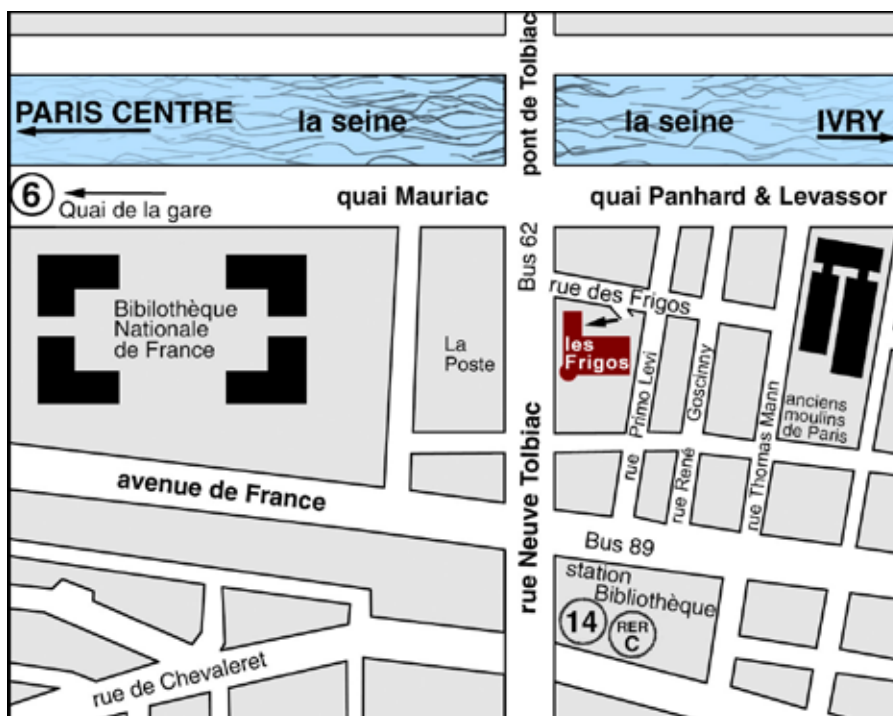 pont de Tolbiac
PARIS CENTRE
la seine
la seine
IVRY
6
Quai de la gare
quai Mauriac
quai Panhard & Levassor
Bus 62
rue des Frigos
Bibilothèque
Nationale
de France
La
Poste
les
Frigos
rue Primo Levi
rue René Goscinny
rue Thomas Mann
anciens
moulins
de Paris
avenue de France
rue Neuve Tolbiac
Bus 89
station
Bibliothèque
14
RER
C
rue de Chevaleret